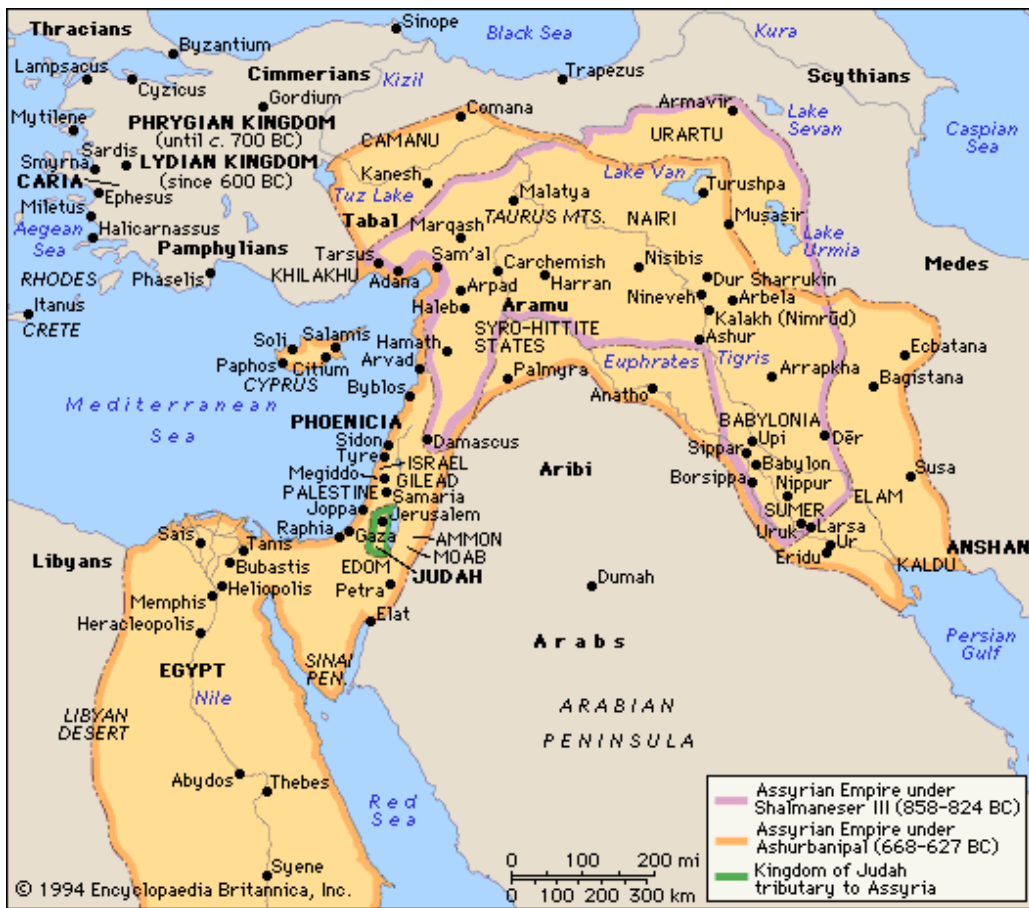 Thracians
Sinope
Black Sea
Kura
Byzantium
Lampsacus
Cimmerians
Kizil
Trapezus
Scythians
Cyzicus
Gordium
Comana
Armavir
Lake
Sevan
Mytilene
PHRYGIAN KINGDOM
(until c. 700 BC)
CAMANU
URARTU
Caspian
Sea
Sardis
Smyrna
LYDIAN KINGDOM
(since 600 BC)
Kanesh
Lake Van
Turushpa
CARIA
Ephesus
Tuz Lake
Malatya
Miletus
TAURUS MTS.
NAIRI
Muṣaṣir
Aegean
Sea
Halicarnassus
Tabal
Marqash
Lake
Urmia
Pamphylians
Tarsus
Sam'al
Nisibis
Medes
RHODES
Phaselis
KHILAKHU
Adana
Carchemish
Harran
Dur Sharrukin
Itanus
CRETE
Arpad
Nineveh
Arbela
Haleb
Aramu
Kalakh (Nimrūd)
Soli
Salamis
Hamath
SYRO-HITTITE
STATES
Ashur
Paphos
Citium
CYPRUS
Arvad
Euphrates
Tigris
Ecbatana
Byblos
Palmyra
Arrapkha
Bagistana
Mediterranean
Sea
Anatho
PHOENICIA
BABYLONIA
Sidon
Damascus
Upi
Dēr
Tyre
ISRAEL
Aribi
Sippar
Megiddo
GILEAD
Babylon
Susa
PALESTINE
Samaria
Borsippa
Nippur
ELAM
Joppa
Jerusalem
SUMER
Larsa
Raphia
Gaza
AMMON
Uruk
Ur
Sais
Tanis
MOAB
Eridu
ANSHAN
Libyans
Bubastis
EDOM
JUDAH
KALDU
Heliopolis
Petra
Dumah
Memphis
Heracleopolis
Elat
Arabs
Persian
Gulf
EGYPT
SINAI
PEN.
Nile
ARABIAN
PENINSULA
LIBYAN
DESERT
Abydos
Thebes
Red
Sea
Syene
Assyrian Empire under
Shalmaneser III (858-824 BC)
Assyrian Empire under
Ashurbanipal (668-627 BC)
Kingdom of Judah
tributary to Assyria
0 100 200 mi
0 100 200 300 km
© 1994 Encyclopaedia Britannica, Inc.